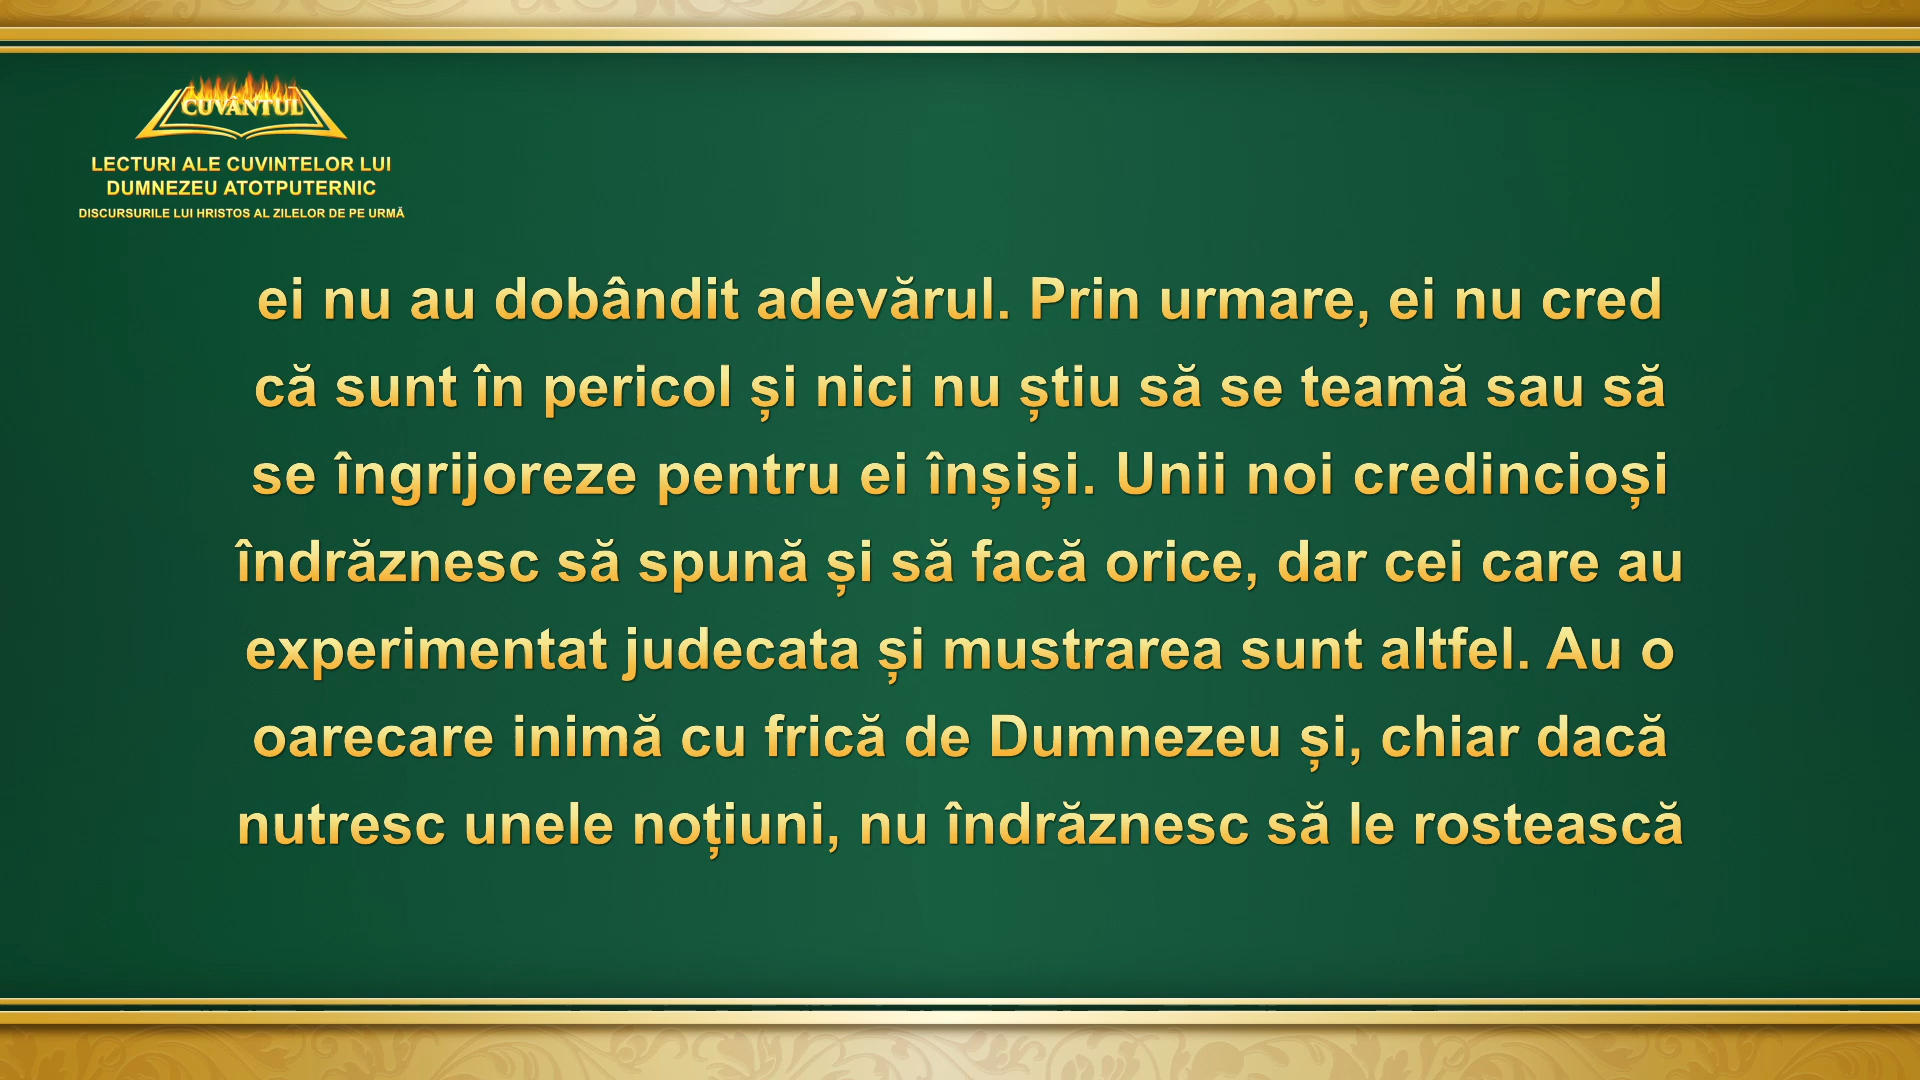 CUVÂNTUL
LECTURI ALE CUVINTELOR LUI
DUMNEZEU ATOTPUTERNIC
DISCURSURILE LUI HRISTOS AL ZILELOR DE PE URMĂ
ei nu au dobândit adevărul. Prin urmare, ei nu cred
că sunt în pericol și nici nu știu să se teamă sau să
se îngrijoreze pentru ei înșiși. Unii noi credincioși
îndrăznesc să spună și să facă orice, dar cei care au
experimentat judecata și mustrarea sunt altfel. Au o
oarecare inimă cu frică de Dumnezeu și, chiar dacă
nutresc unele noțiuni, nu îndrăznesc să le rostească